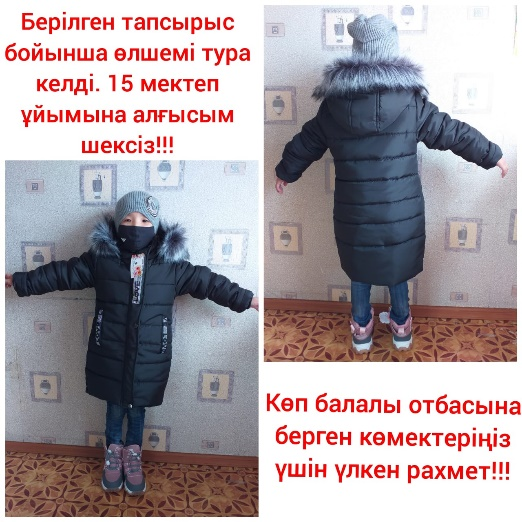 Берілген тапсырыс
бойынша өлшемі тура
келді. 15 мектеп
ұйымына алғысым
шексіз!!!
Көп балалы отбасына
берген көмектеріңіз
үшін үлкен рахмет!!!